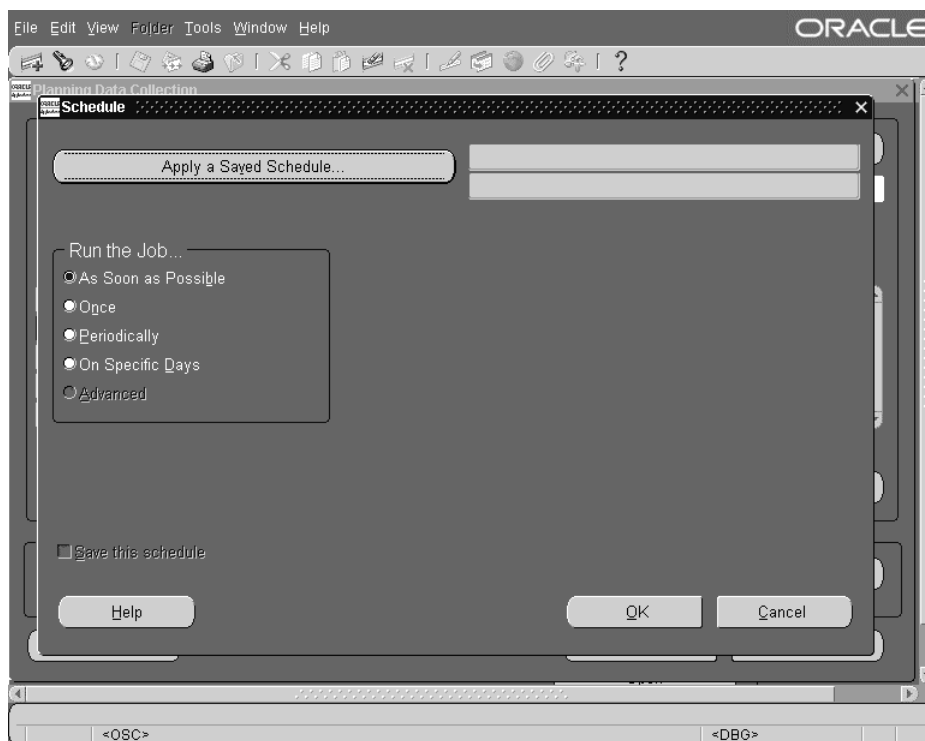 File Edit View Folder Tools Window Help
ORACLE
Planning Data Collection
Schedule
Apply a Saved Schedule...
Run the Job...
As Soon as Possible
Once
Periodically
On Specific Days
Advanced
Save this schedule
Help
OK
Cancel
<OSC>
<DBG>